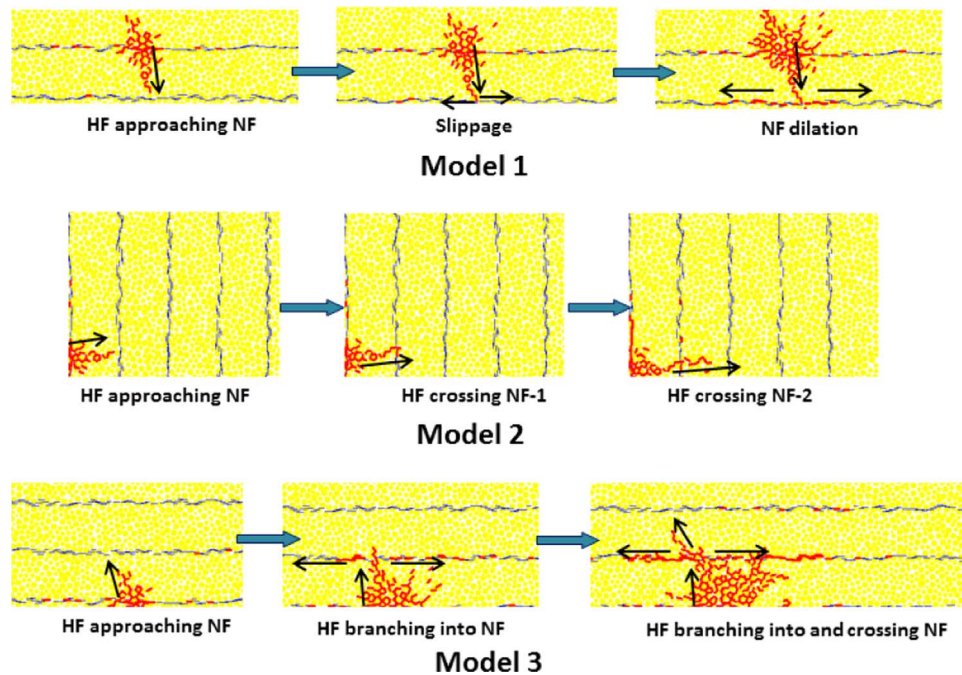 HF approaching NF
Slippage
NF dilation
Model 1
HF approaching NF
HF crossing NF-1
HF crossing NF-2
Model 2
HF approaching NF
HF branching into NF
HF branching into and crossing NF
Model 3